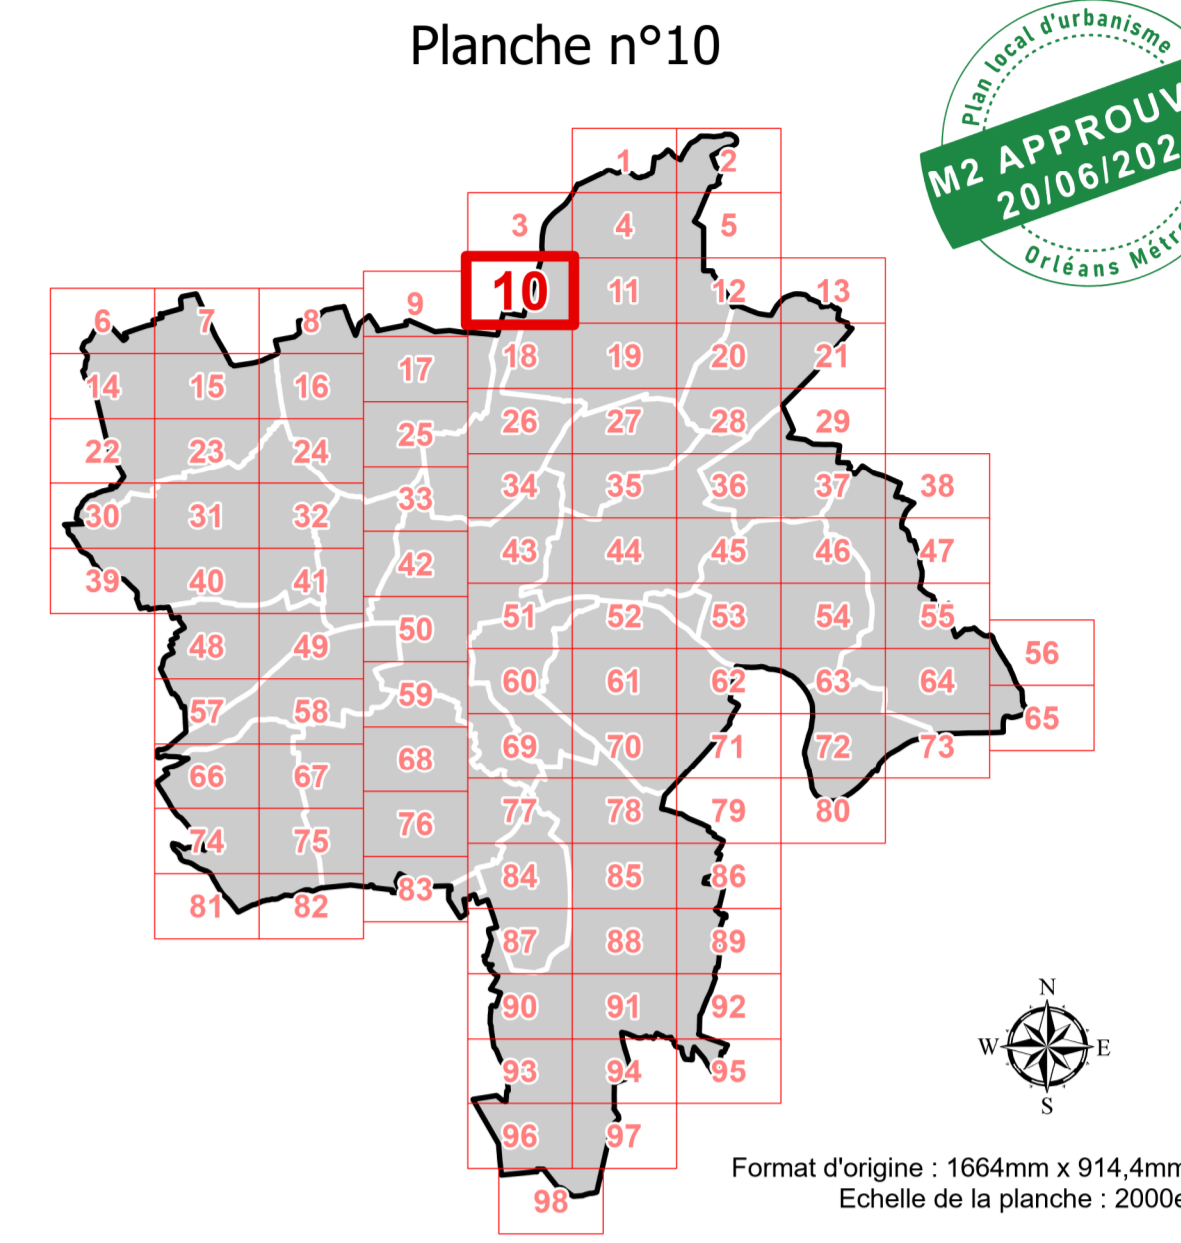 Planche n°10
Plan local d'urbanisme
M2 APPROUV
20/06/202
Orléans Métr
1 2
3 4 5
10 11 12 13
6 7 8 9
14 15 16 17 18 19 20 21
22 23 24 25 26 27 28 29
30 31 32 33 34 35 36 37 38
39 40 41 42 43 44 45 46 47
48 49 50 51 52 53 54 55 56
57 58 59 60 61 62 63 64 65
66 67 68 69 70 71 72 73
74 75 76 77 78 79 80
81 82 83 84 85 86
87 88 89
90 91 92
93 94 95
96 97
98
N
W E
S
Format d'origine : 1664mm x 914,4mm
Echelle de la planche : 2000e